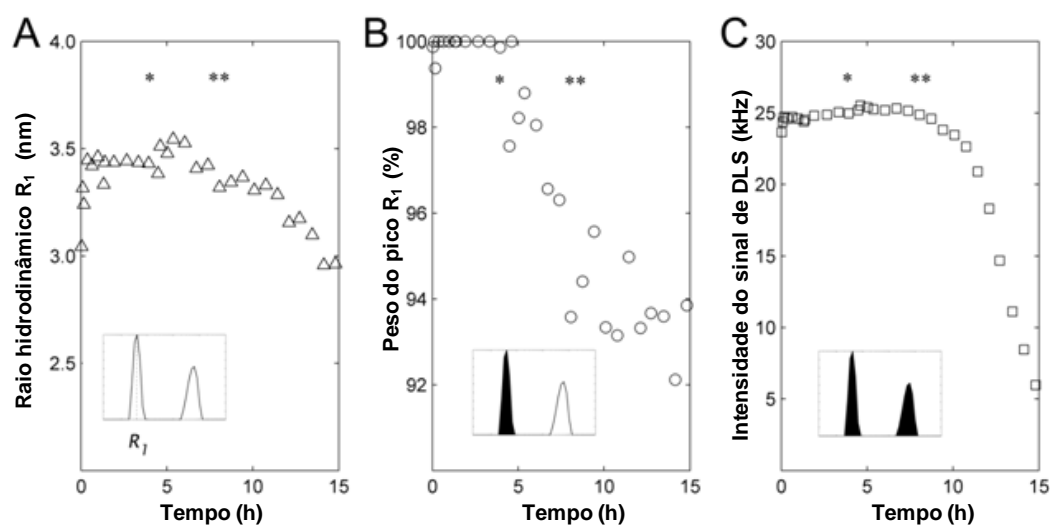 A
Raio hidrodinâmico R₁ (nm)
4.0
3.5
3.0
2.5
* **
R₁
0 5 10 15
Tempo (h)
B
Peso do pico R₁ (%)
100
98
96
94
92
* **
0 5 10 15
Tempo (h)
C
Intensidade do sinal de DLS (kHz)
30
25
20
15
10
5
* **
0 5 10 15
Tempo (h)